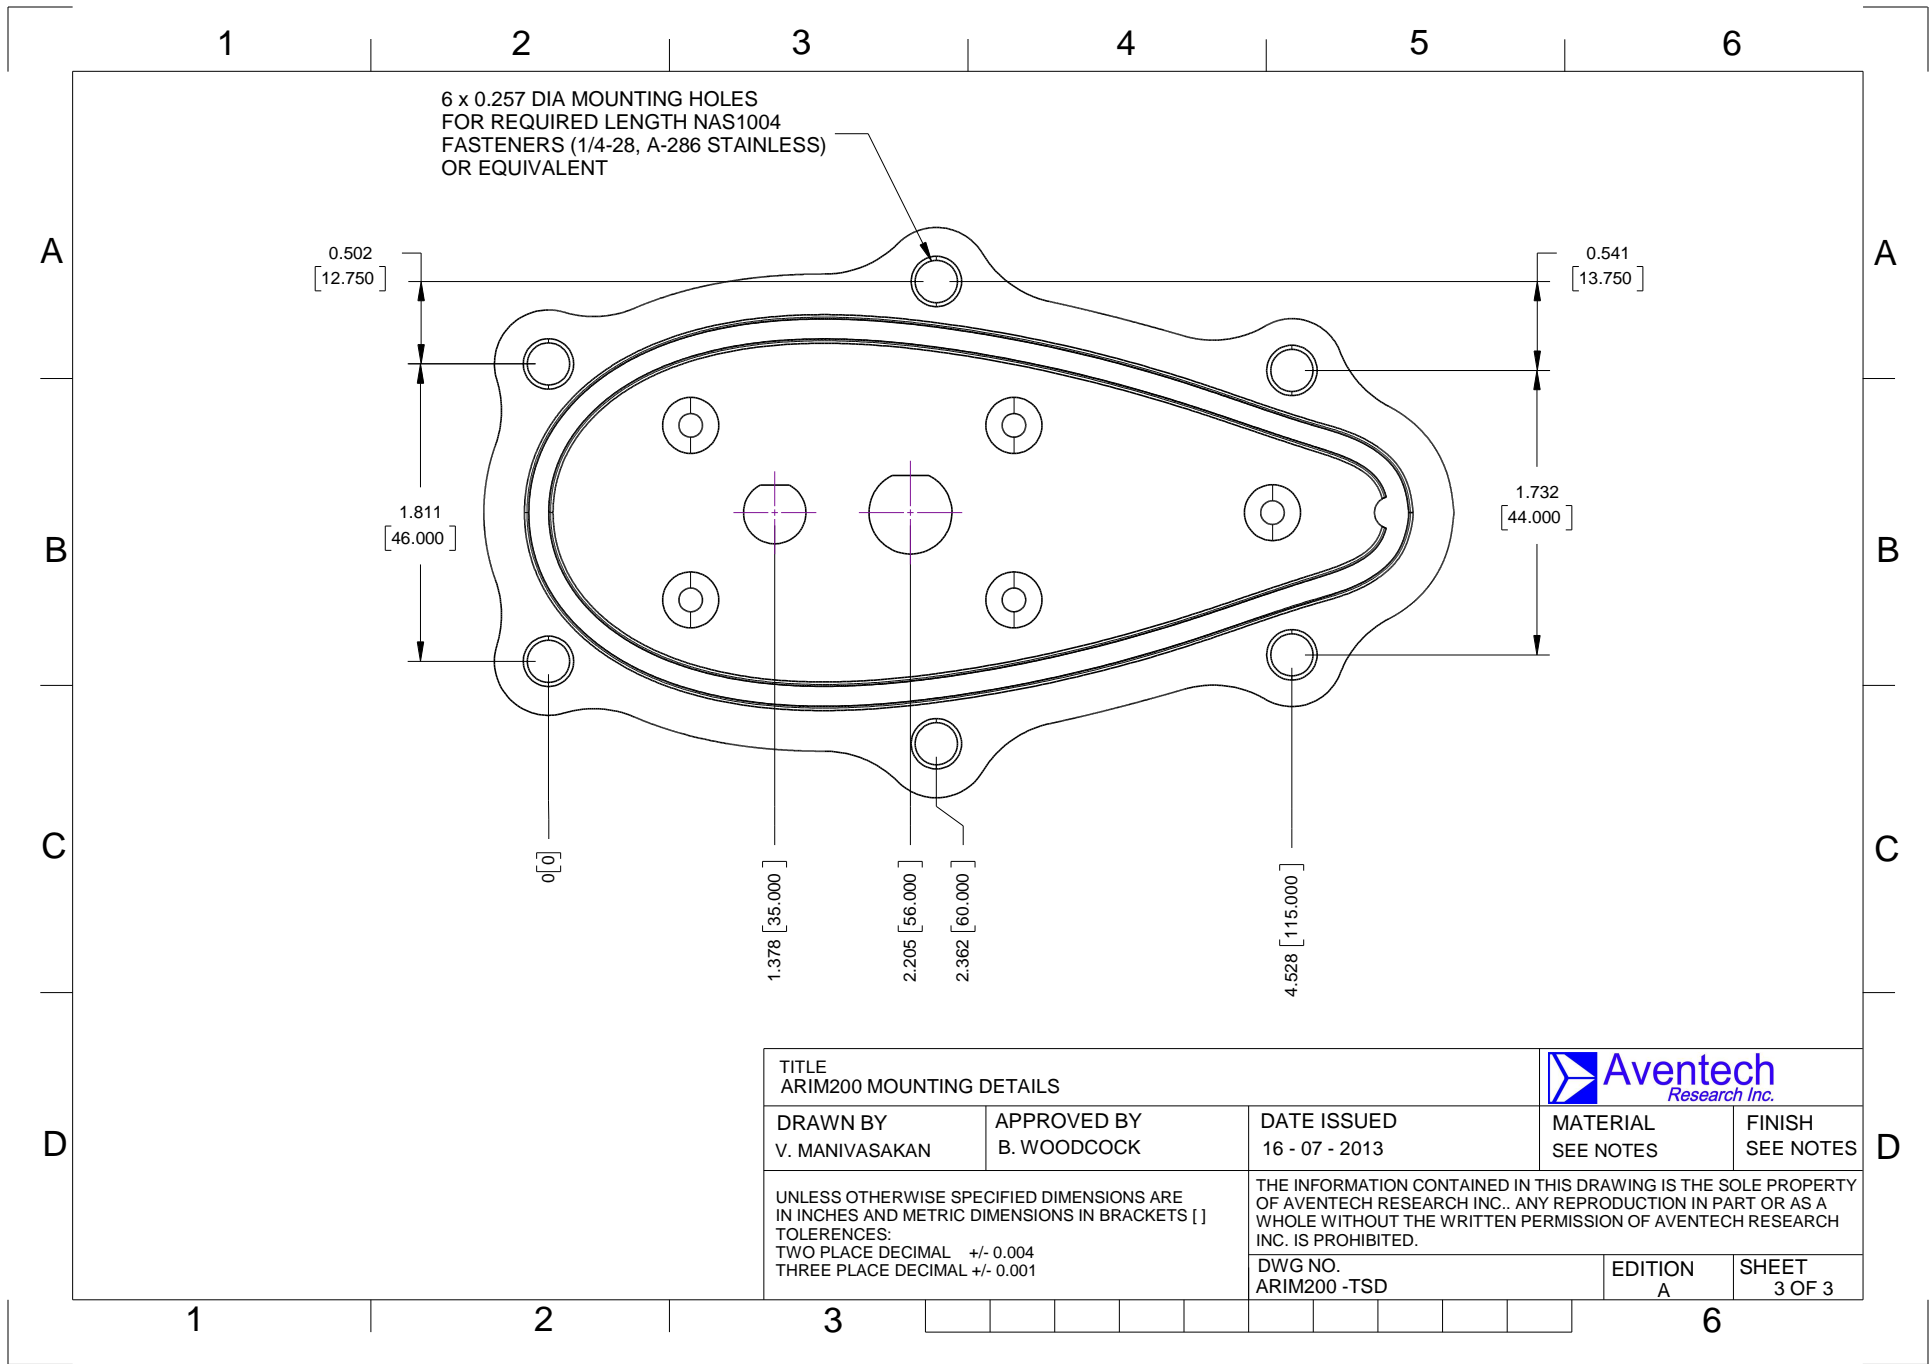 1 2 3 4 5 6
6 x 0.257 DIA MOUNTING HOLES
FOR REQUIRED LENGTH NAS1004
FASTENERS (1/4-28, A-286 STAINLESS)
OR EQUIVALENT
A
A
0.502
[12.750]
0.541
[13.750]
1.811
[46.000]
1.732
[44.000]
B
B
C
C
0[0]
1.378 [35.000]
2.205 [56.000]
2.362 [60.000]
4.528 [115.000]
D
D
TITLE
ARIM200 MOUNTING DETAILS
Aventech
Research Inc.
DRAWN BY
V. MANIVASAKAN
APPROVED BY
B. WOODCOCK
DATE ISSUED
16 - 07 - 2013
MATERIAL
SEE NOTES
FINISH
SEE NOTES
UNLESS OTHERWISE SPECIFIED DIMENSIONS ARE
IN INCHES AND METRIC DIMENSIONS IN BRACKETS [ ]
TOLERENCES:
TWO PLACE DECIMAL +/- 0.004
THREE PLACE DECIMAL +/- 0.001
THE INFORMATION CONTAINED IN THIS DRAWING IS THE SOLE PROPERTY
OF AVENTECH RESEARCH INC.. ANY REPRODUCTION IN PART OR AS A
WHOLE WITHOUT THE WRITTEN PERMISSION OF AVENTECH RESEARCH
INC. IS PROHIBITED.
DWG NO.
ARIM200 -TSD
EDITION
A
SHEET
3 OF 3
1 2 3 6